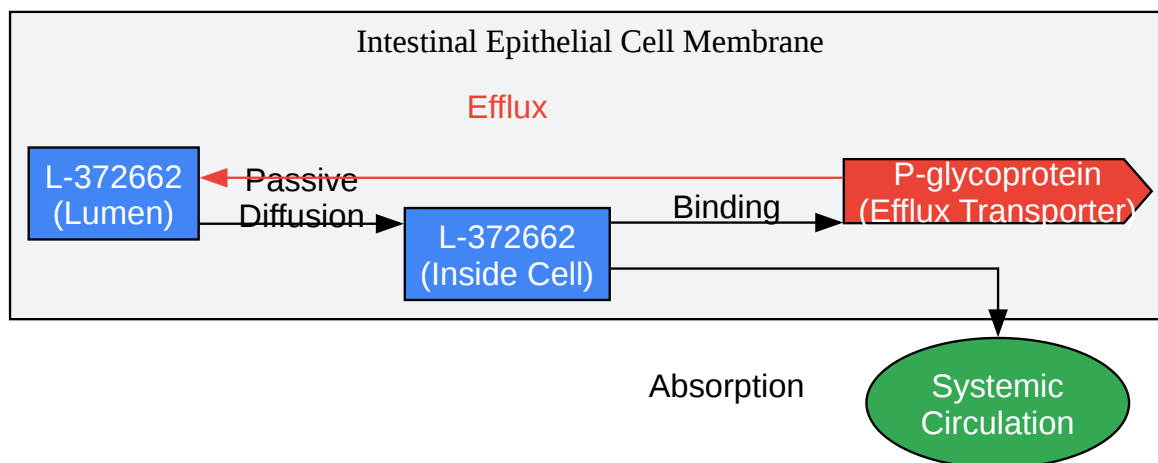 Intestinal Epithelial Cell Membrane
Efflux
L-372662
(Lumen)
Passive
Diffusion
L-372662
(Inside Cell)
Binding
P-glycoprotein
(Efflux Transporter)
Absorption
Systemic
Circulation